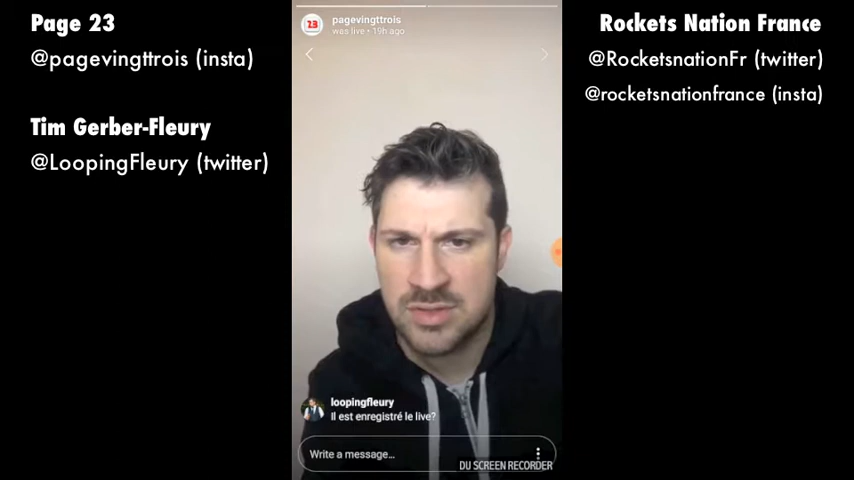 Page 23
@pagevingttrois (insta)
Tim Gerber-Fleury
@LoopingFleury (twitter)
23
pagevingttrois
was live • 19h ago
loopingfleury
Il est enregistré le live?
Write a message...
DU SCREEN RECORDER
Rockets Nation France
@RocketsnationFr (twitter)
@rocketsnationfrance (insta)